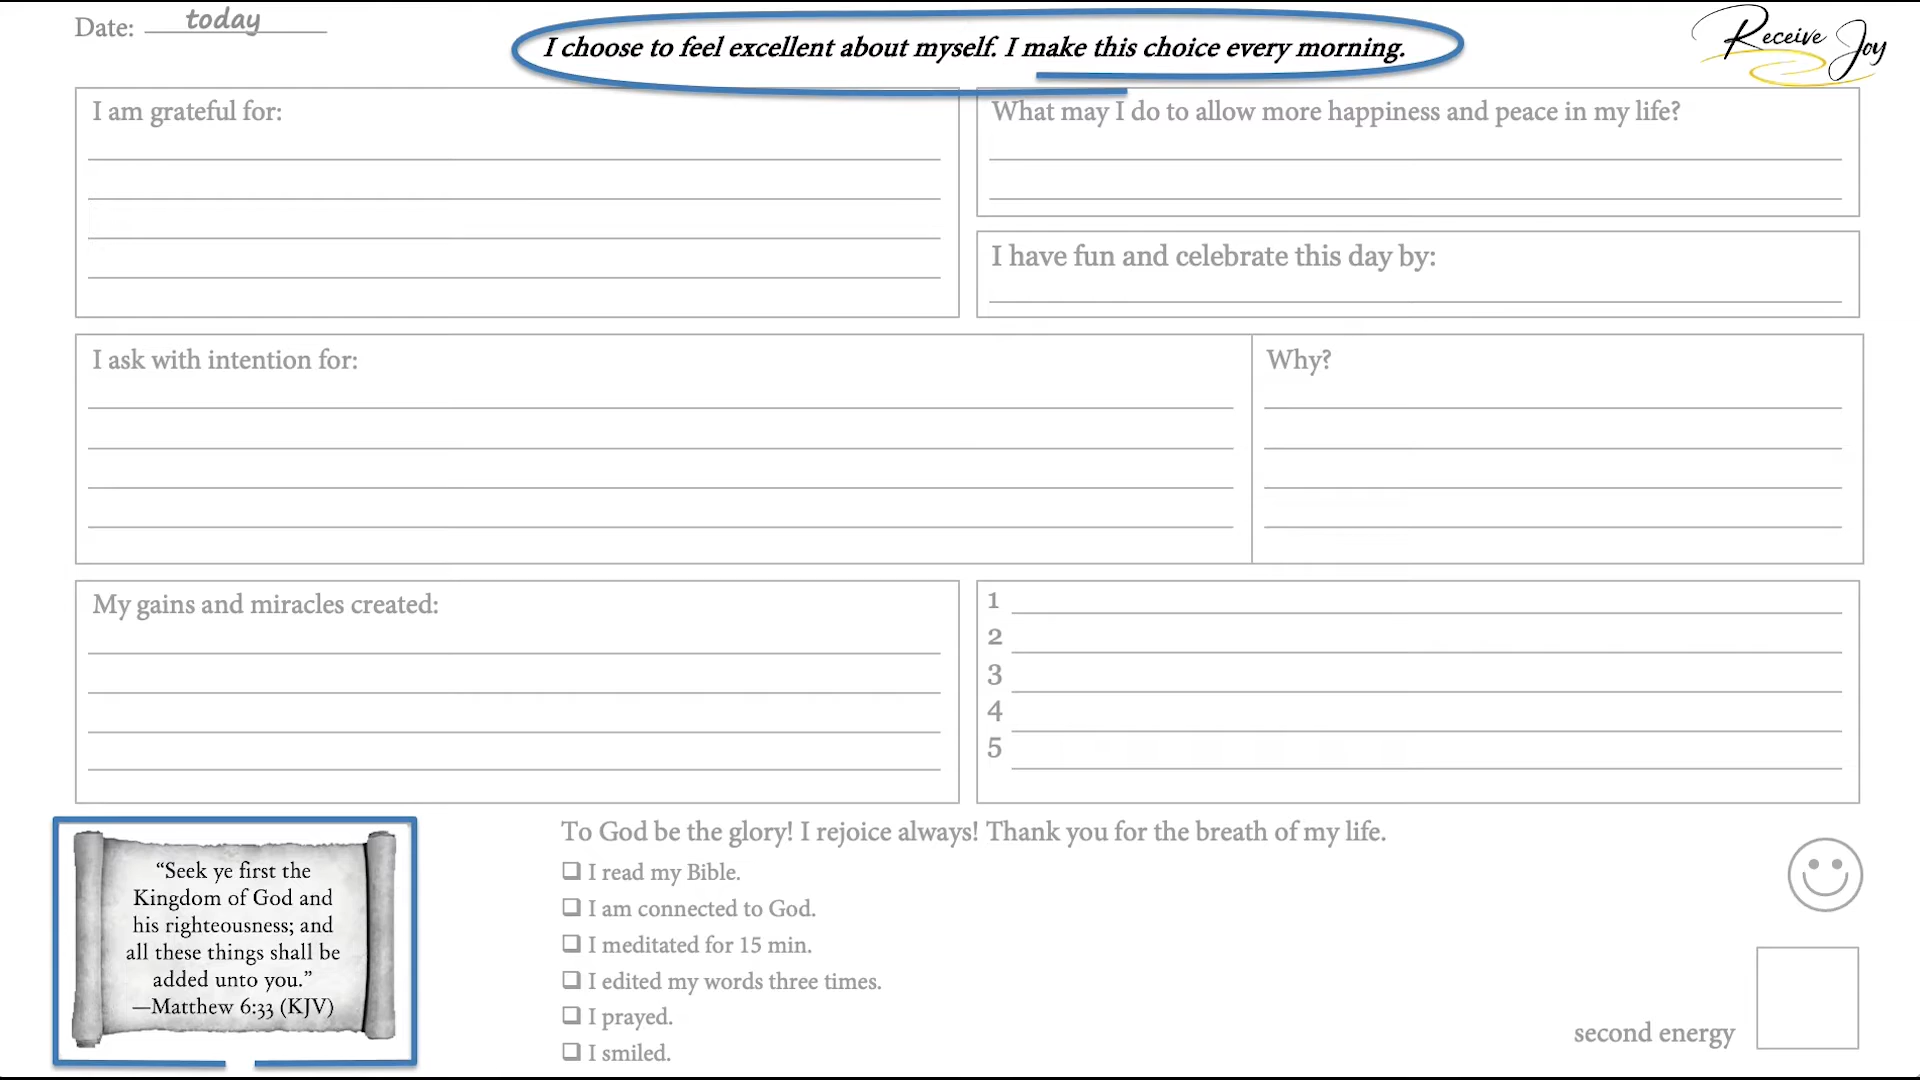 Date: today
I choose to feel excellent about myself. I make this choice every morning.
Receive Joy
I am grateful for:
What may I do to allow more happiness and peace in my life?
I have fun and celebrate this day by:
I ask with intention for:
Why?
My gains and miracles created:
1
2
3
4
5
“Seek ye first the
Kingdom of God and
his righteousness; and
all these things shall be
added unto you.”
—Matthew 6:33 (KJV)
To God be the glory! I rejoice always! Thank you for the breath of my life.
❑ I read my Bible.
❑ I am connected to God.
❑ I meditated for 15 min.
❑ I edited my words three times.
❑ I prayed.
❑ I smiled.
second energy